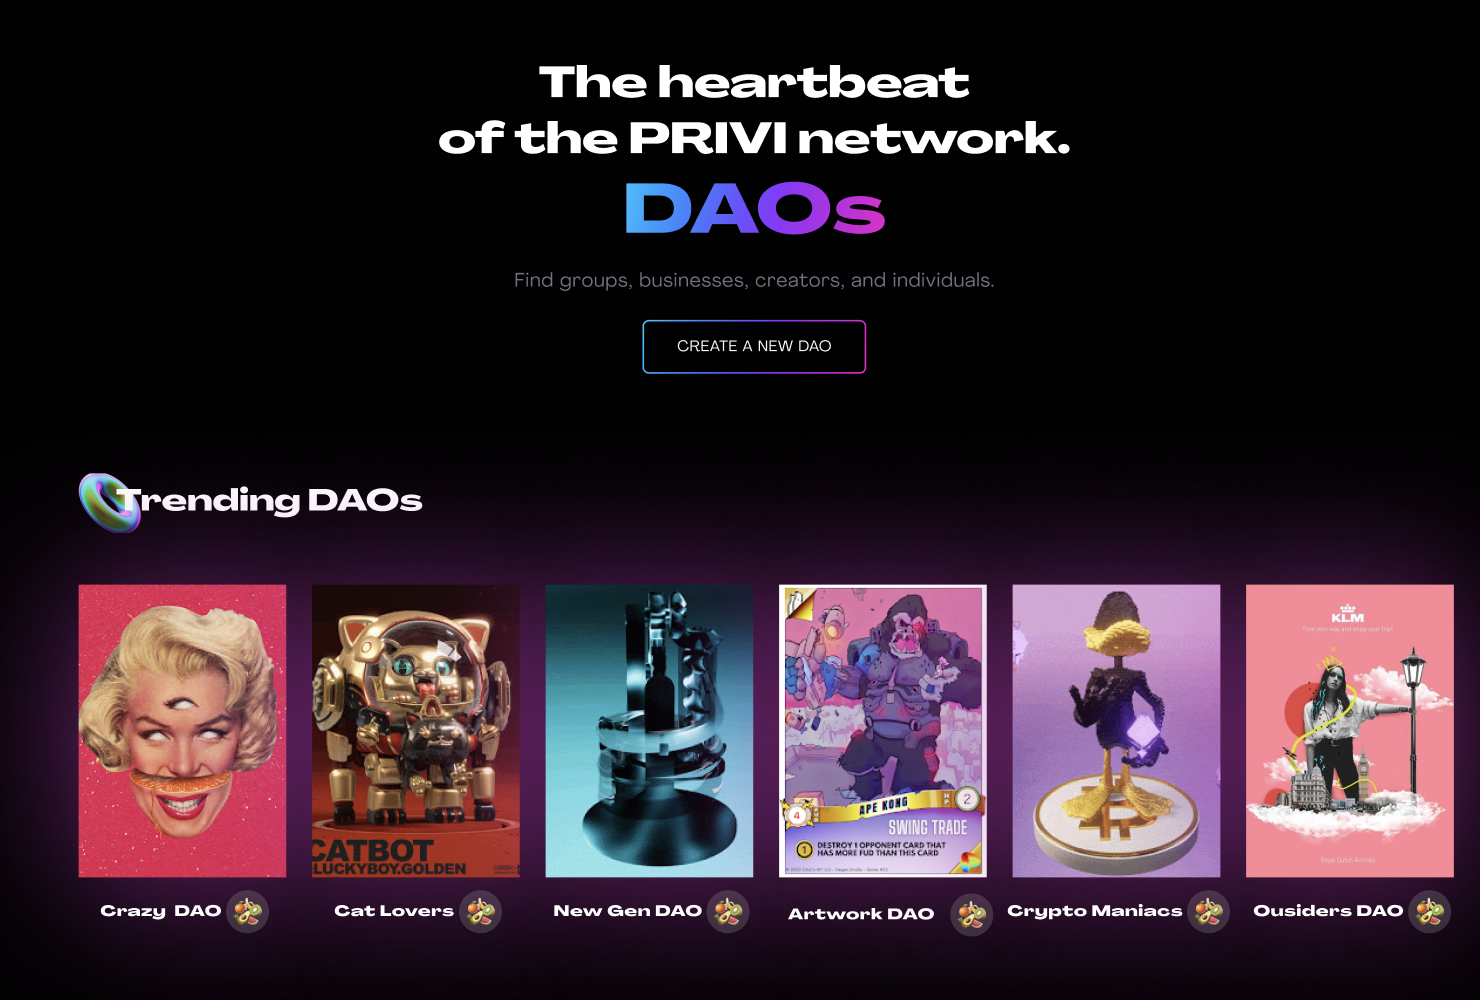 The heartbeat
of the PRIVI network.
DAOs
Find groups, businesses, creators, and individuals.
CREATE A NEW DAO
Trending DAOs
CATBOT
LUCKYBOY.GOLDEN
APE KONG
4
2
SWING TRADE
1
DESTROY 1 OPPONENT CARD THAT
HAS MORE FUD THAN THIS CARD
KLM
Find your way and enjoy your trip!
Royal Dutch Airlines
Crazy DAO
Cat Lovers
New Gen DAO
Artwork DAO
Crypto Maniacs
Ousiders DAO